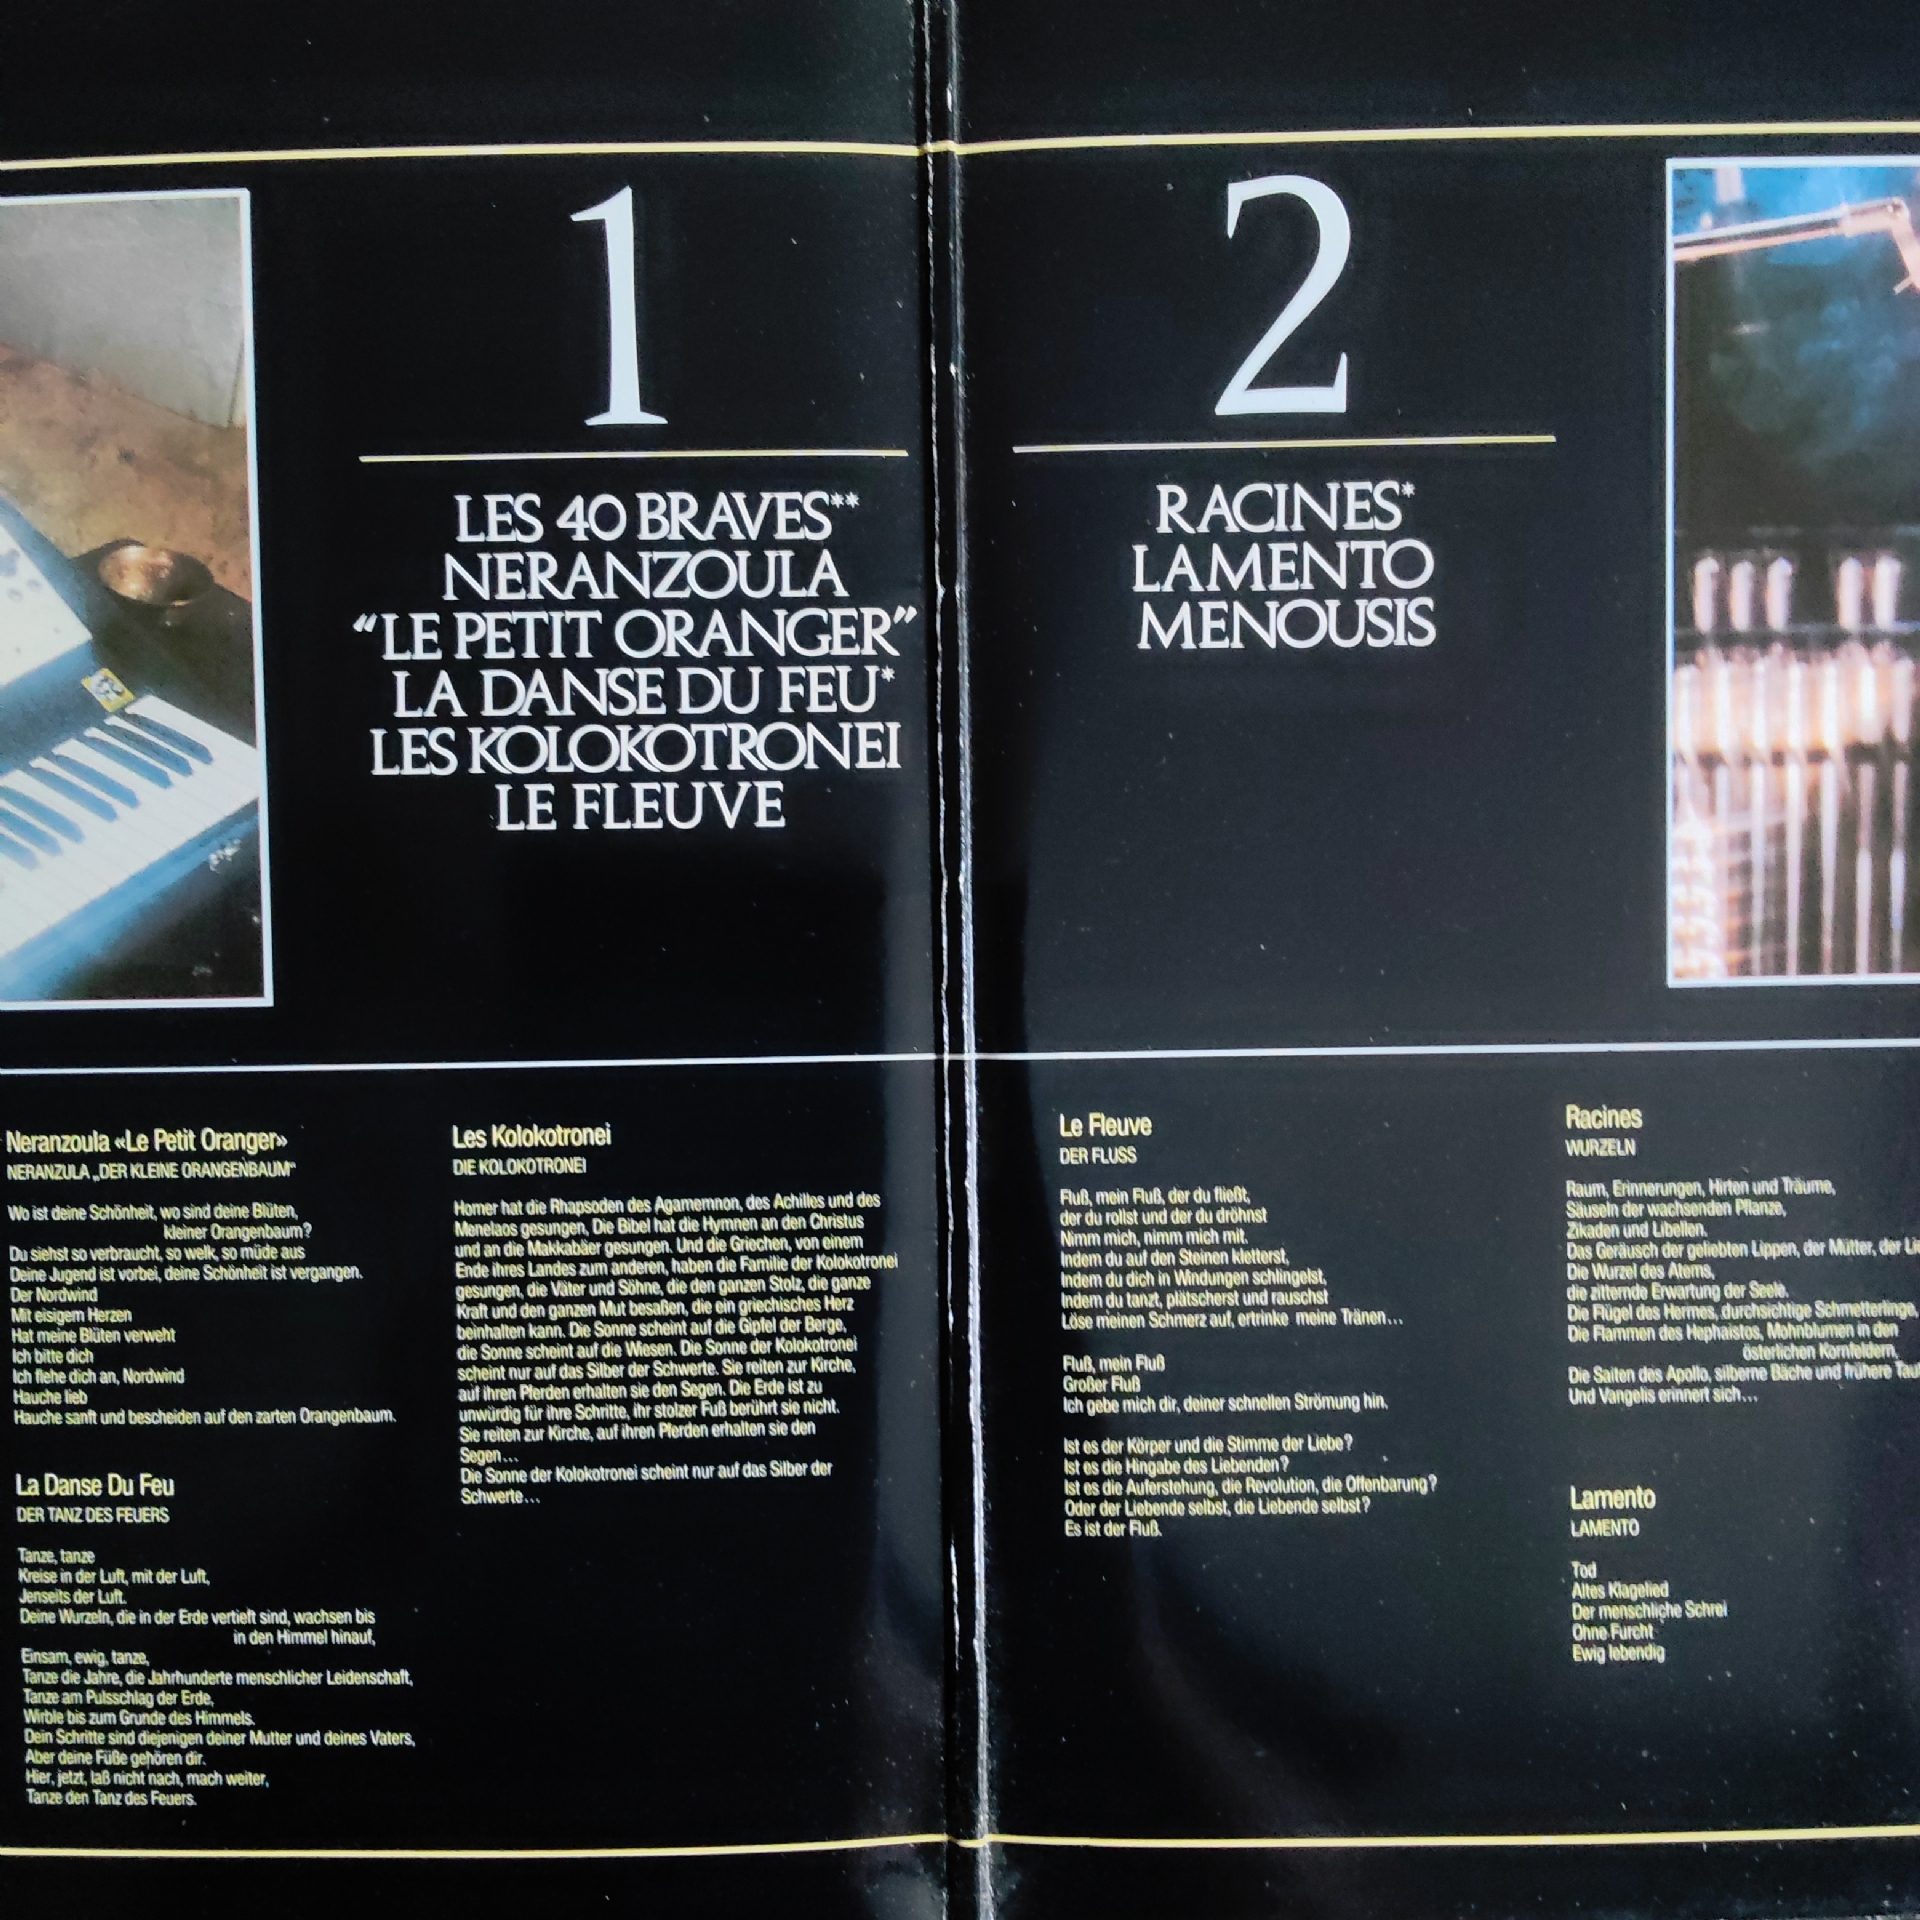 1
LES 40 BRAVES**
NERANZOULA
“LE PETIT ORANGER”
LA DANSE DU FEU*
LES KOLOKOTRONEI
LE FLEUVE
2
RACINES*
LAMENTO
MENOUSIS
Neranzoula «Le Petit Oranger»
NERANZULA „DER KLEINE ORANGENBAUM“
Wo ist deine Schönheit, wo sind deine Blüten,
kleiner Orangenbaum?
Du siehst so verbraucht, so welk, so müde aus
Deine Jugend ist vorbei, deine Schönheit ist vergangen.
Der Nordwind
Mit eisigem Herzen
Hat meine Blüten verweht
Ich bitte dich
Ich flehe dich an, Nordwind
Hauche lieb
Hauche sanft und bescheiden auf den zarten Orangenbaum.
La Danse Du Feu
DER TANZ DES FEUERS
Tanze, tanze
Kreise in der Luft, mit der Luft,
Jenseits der Luft.
Deine Wurzeln, die in der Erde vertieft sind, wachsen bis
in den Himmel hinauf,
Einsam, ewig, tanze,
Tanze die Jahre, die Jahrhunderte menschlicher Leidenschaft,
Tanze am Pulsschlag der Erde,
Wirble bis zum Grunde des Himmels.
Dein Schritte sind diejenigen deiner Mutter und deines Vaters,
Aber deine Füße gehören dir.
Hier, jetzt, laß nicht nach, mach weiter,
Tanze den Tanz des Feuers.
Les Kolokotronei
DIE KOLOKOTRONEI
Homer hat die Rhapsoden des Agamemnon, des Achilles und des
Menelaos gesungen, Die Bibel hat die Hymnen an den Christus
und an die Makkabäer gesungen. Und die Griechen, von einem
Ende ihres Landes zum anderen, haben die Familie der Kolokotronei
gesungen, die Väter und Söhne, die den ganzen Stolz, die ganze
Kraft und den ganzen Mut besaßen, die ein griechisches Herz
beinhalten kann. Die Sonne scheint auf die Gipfel der Berge,
die Sonne scheint auf die Wiesen. Die Sonne der Kolokotronei
scheint nur auf das Silber der Schwerte. Sie reiten zur Kirche,
auf ihren Pferden erhalten sie den Segen. Die Erde ist zu
unwürdig für ihre Schritte, ihr stolzer Fuß berührt sie nicht.
Sie reiten zur Kirche, auf ihren Pferden erhalten sie den
Segen...
Die Sonne der Kolokotronei scheint nur auf das Silber der
Schwerte...
Le Fleuve
DER FLUSS
Fluß, mein Fluß, der du fließt,
der du rollst und der du dröhnst
Nimm mich, nimm mich mit.
Indem du auf den Steinen kletterst,
Indem du dich in Windungen schlingelst,
Indem du tanzt, plätscherst und rauschst
Löse meinen Schmerz auf, ertrinke meine Tränen...
Fluß, mein Fluß
Großer Fluß
Ich gebe mich dir, deiner schnellen Strömung hin.
Ist es der Körper und die Stimme der Liebe?
Ist es die Hingabe des Liebenden?
Ist es die Auferstehung, die Revolution, die Offenbarung?
Oder der Liebende selbst, die Liebende selbst?
Es ist der Fluß.
Racines
WURZELN
Raum, Erinnerungen, Hirten und Träume,
Säuseln der wachsenden Pflanze,
Zikaden und Libellen.
Das Geräusch der geliebten Lippen, der Mütter, der
Die Wurzel des Atems,
die zitternde Erwartung der Seele.
Die Flügel des Hermes, durchsichtige Schmetterlinge,
Die Flammen des Hephaistos, Mohnblumen in den
österlichen Kornfeldern,
Die Saiten des Apollo, silberne Bäche und frühere
Und Vangelis erinnert sich...
Lamento
LAMENTO
Tod
Altes Klagelied
Der menschliche Schrei
Ohne Furcht
Ewig lebendig